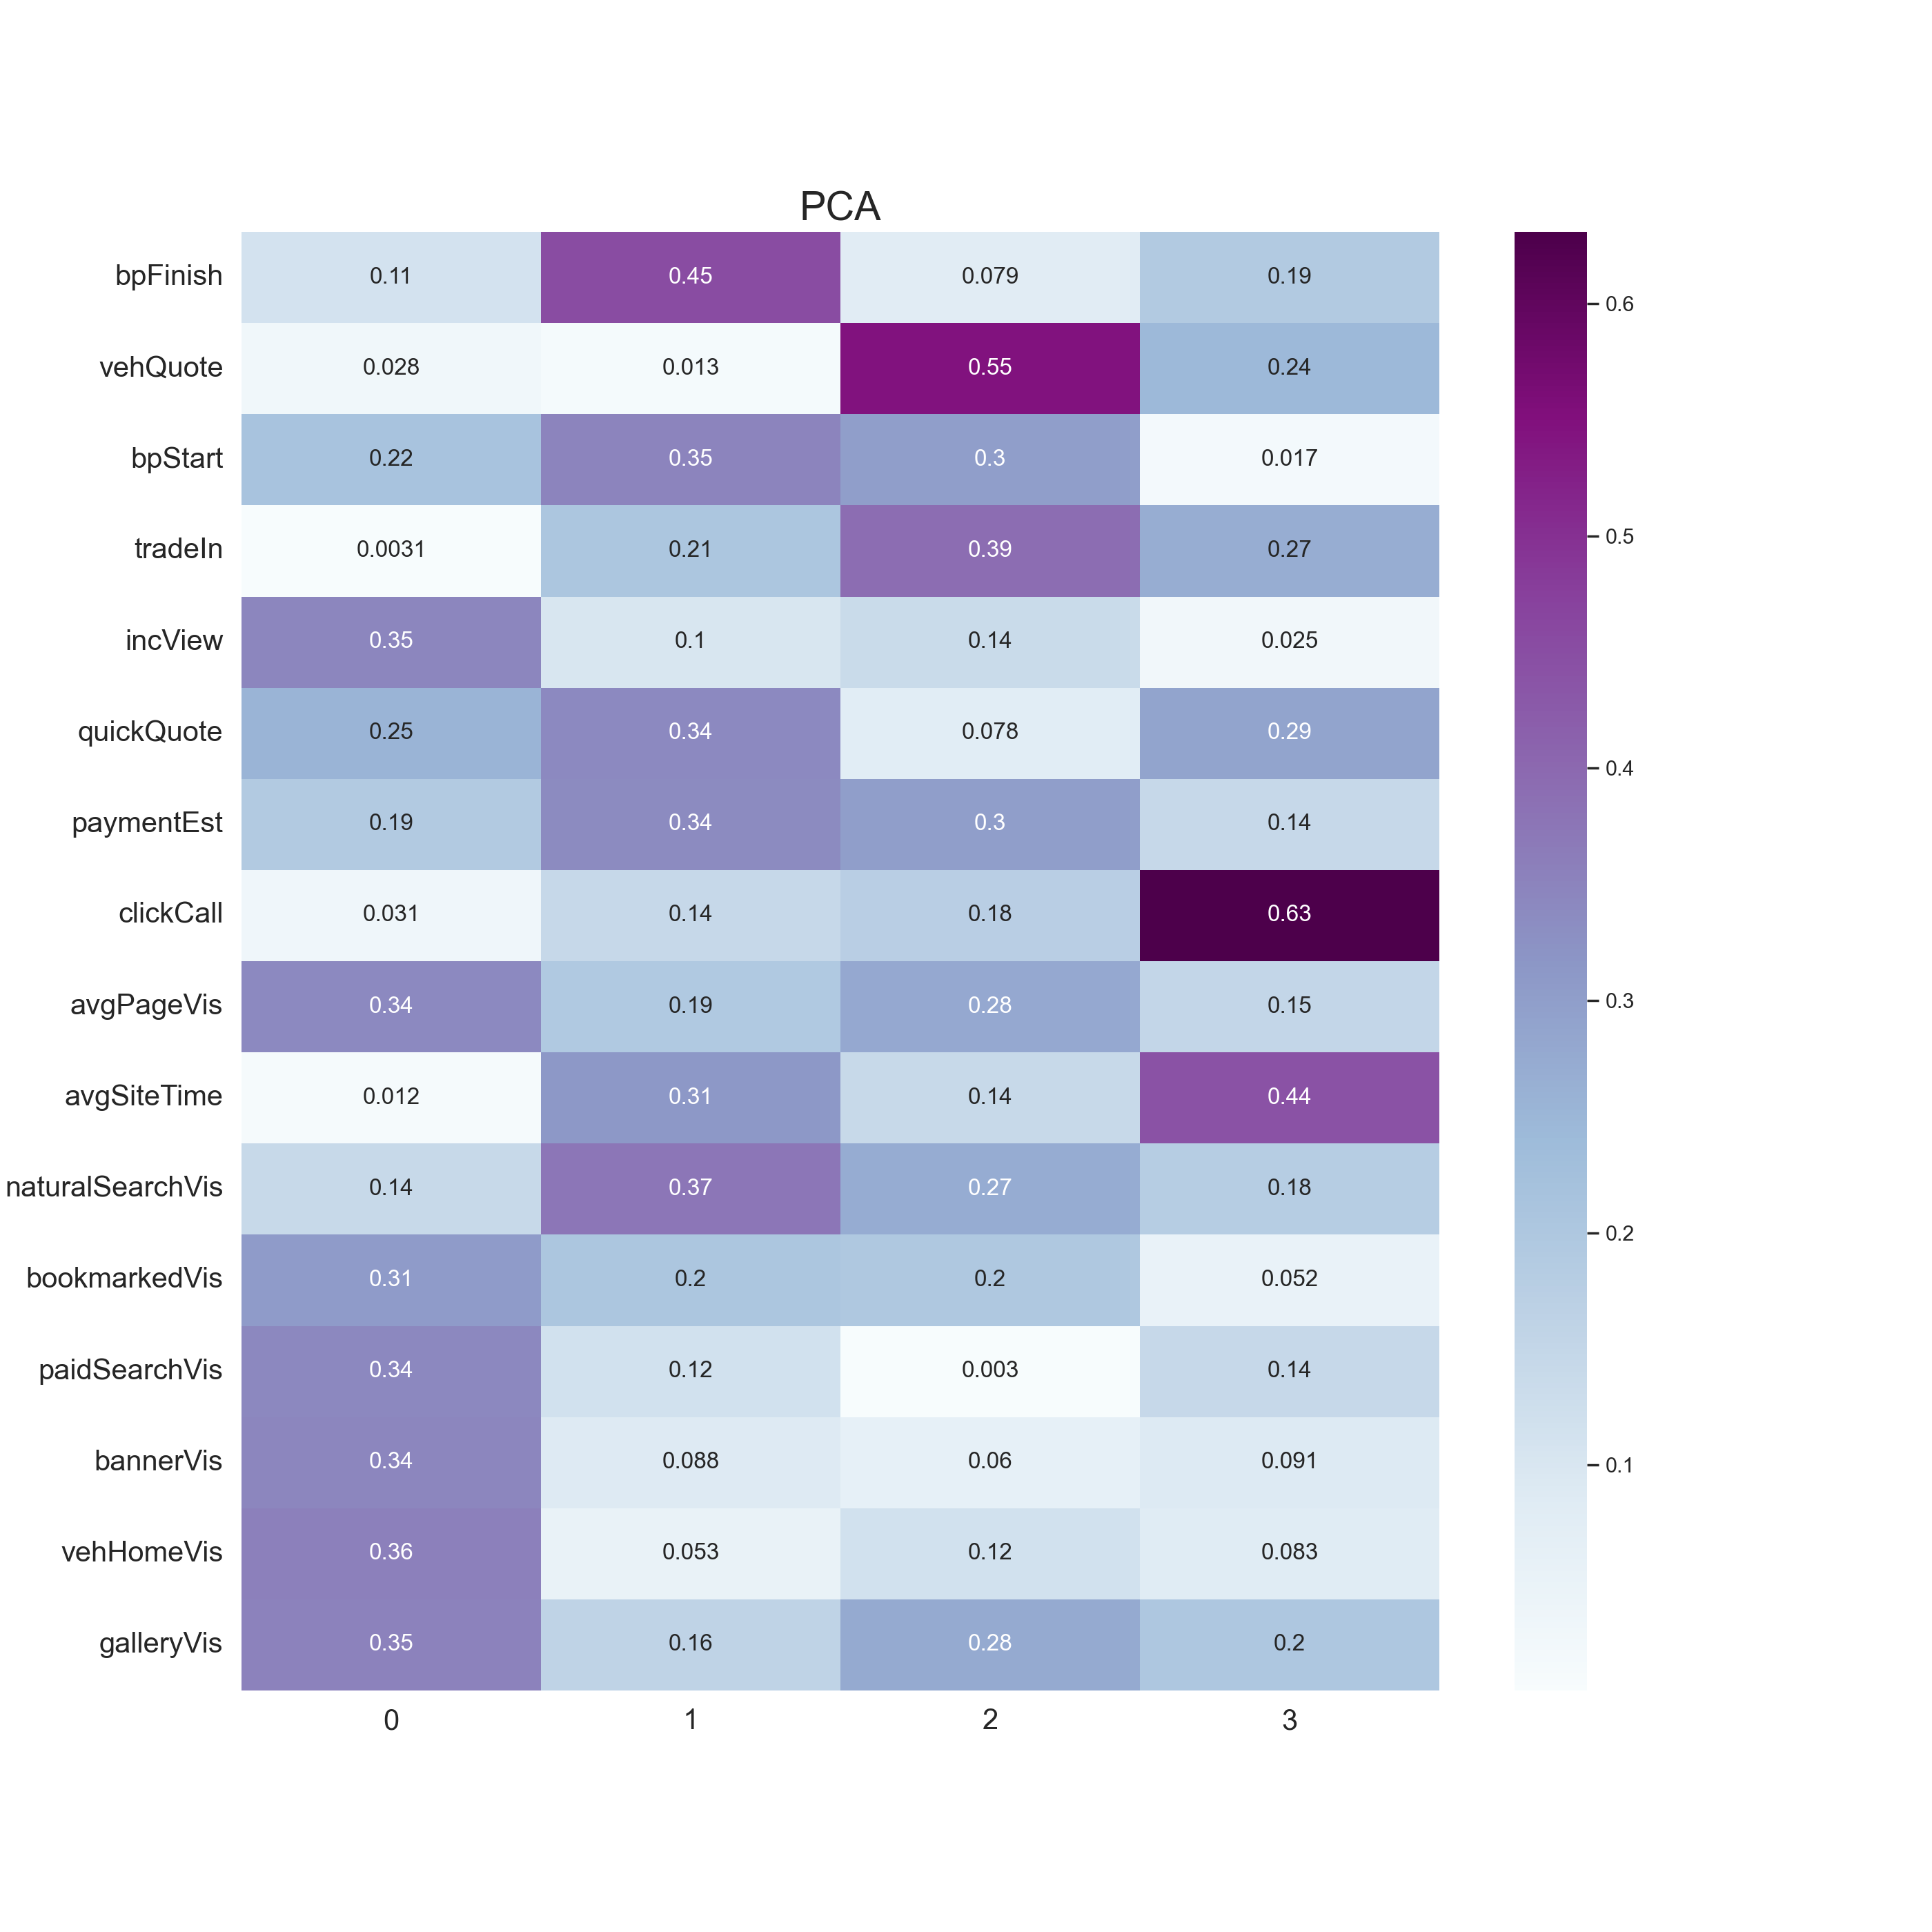 PCA
bpFinish 0.11 0.45 0.079 0.19
vehQuote 0.028 0.013 0.55 0.24
bpStart 0.22 0.35 0.3 0.017
tradeIn 0.0031 0.21 0.39 0.27
incView 0.35 0.1 0.14 0.025
quickQuote 0.25 0.34 0.078 0.29
paymentEst 0.19 0.34 0.3 0.14
clickCall 0.031 0.14 0.18 0.63
avgPageVis 0.34 0.19 0.28 0.15
avgSiteTime 0.012 0.31 0.14 0.44
naturalSearchVis 0.14 0.37 0.27 0.18
bookmarkedVis 0.31 0.2 0.2 0.052
paidSearchVis 0.34 0.12 0.003 0.14
bannerVis 0.34 0.088 0.06 0.091
vehHomeVis 0.36 0.053 0.12 0.083
galleryVis 0.35 0.16 0.28 0.2
0 1 2 3
0.6
0.5
0.4
0.3
0.2
0.1